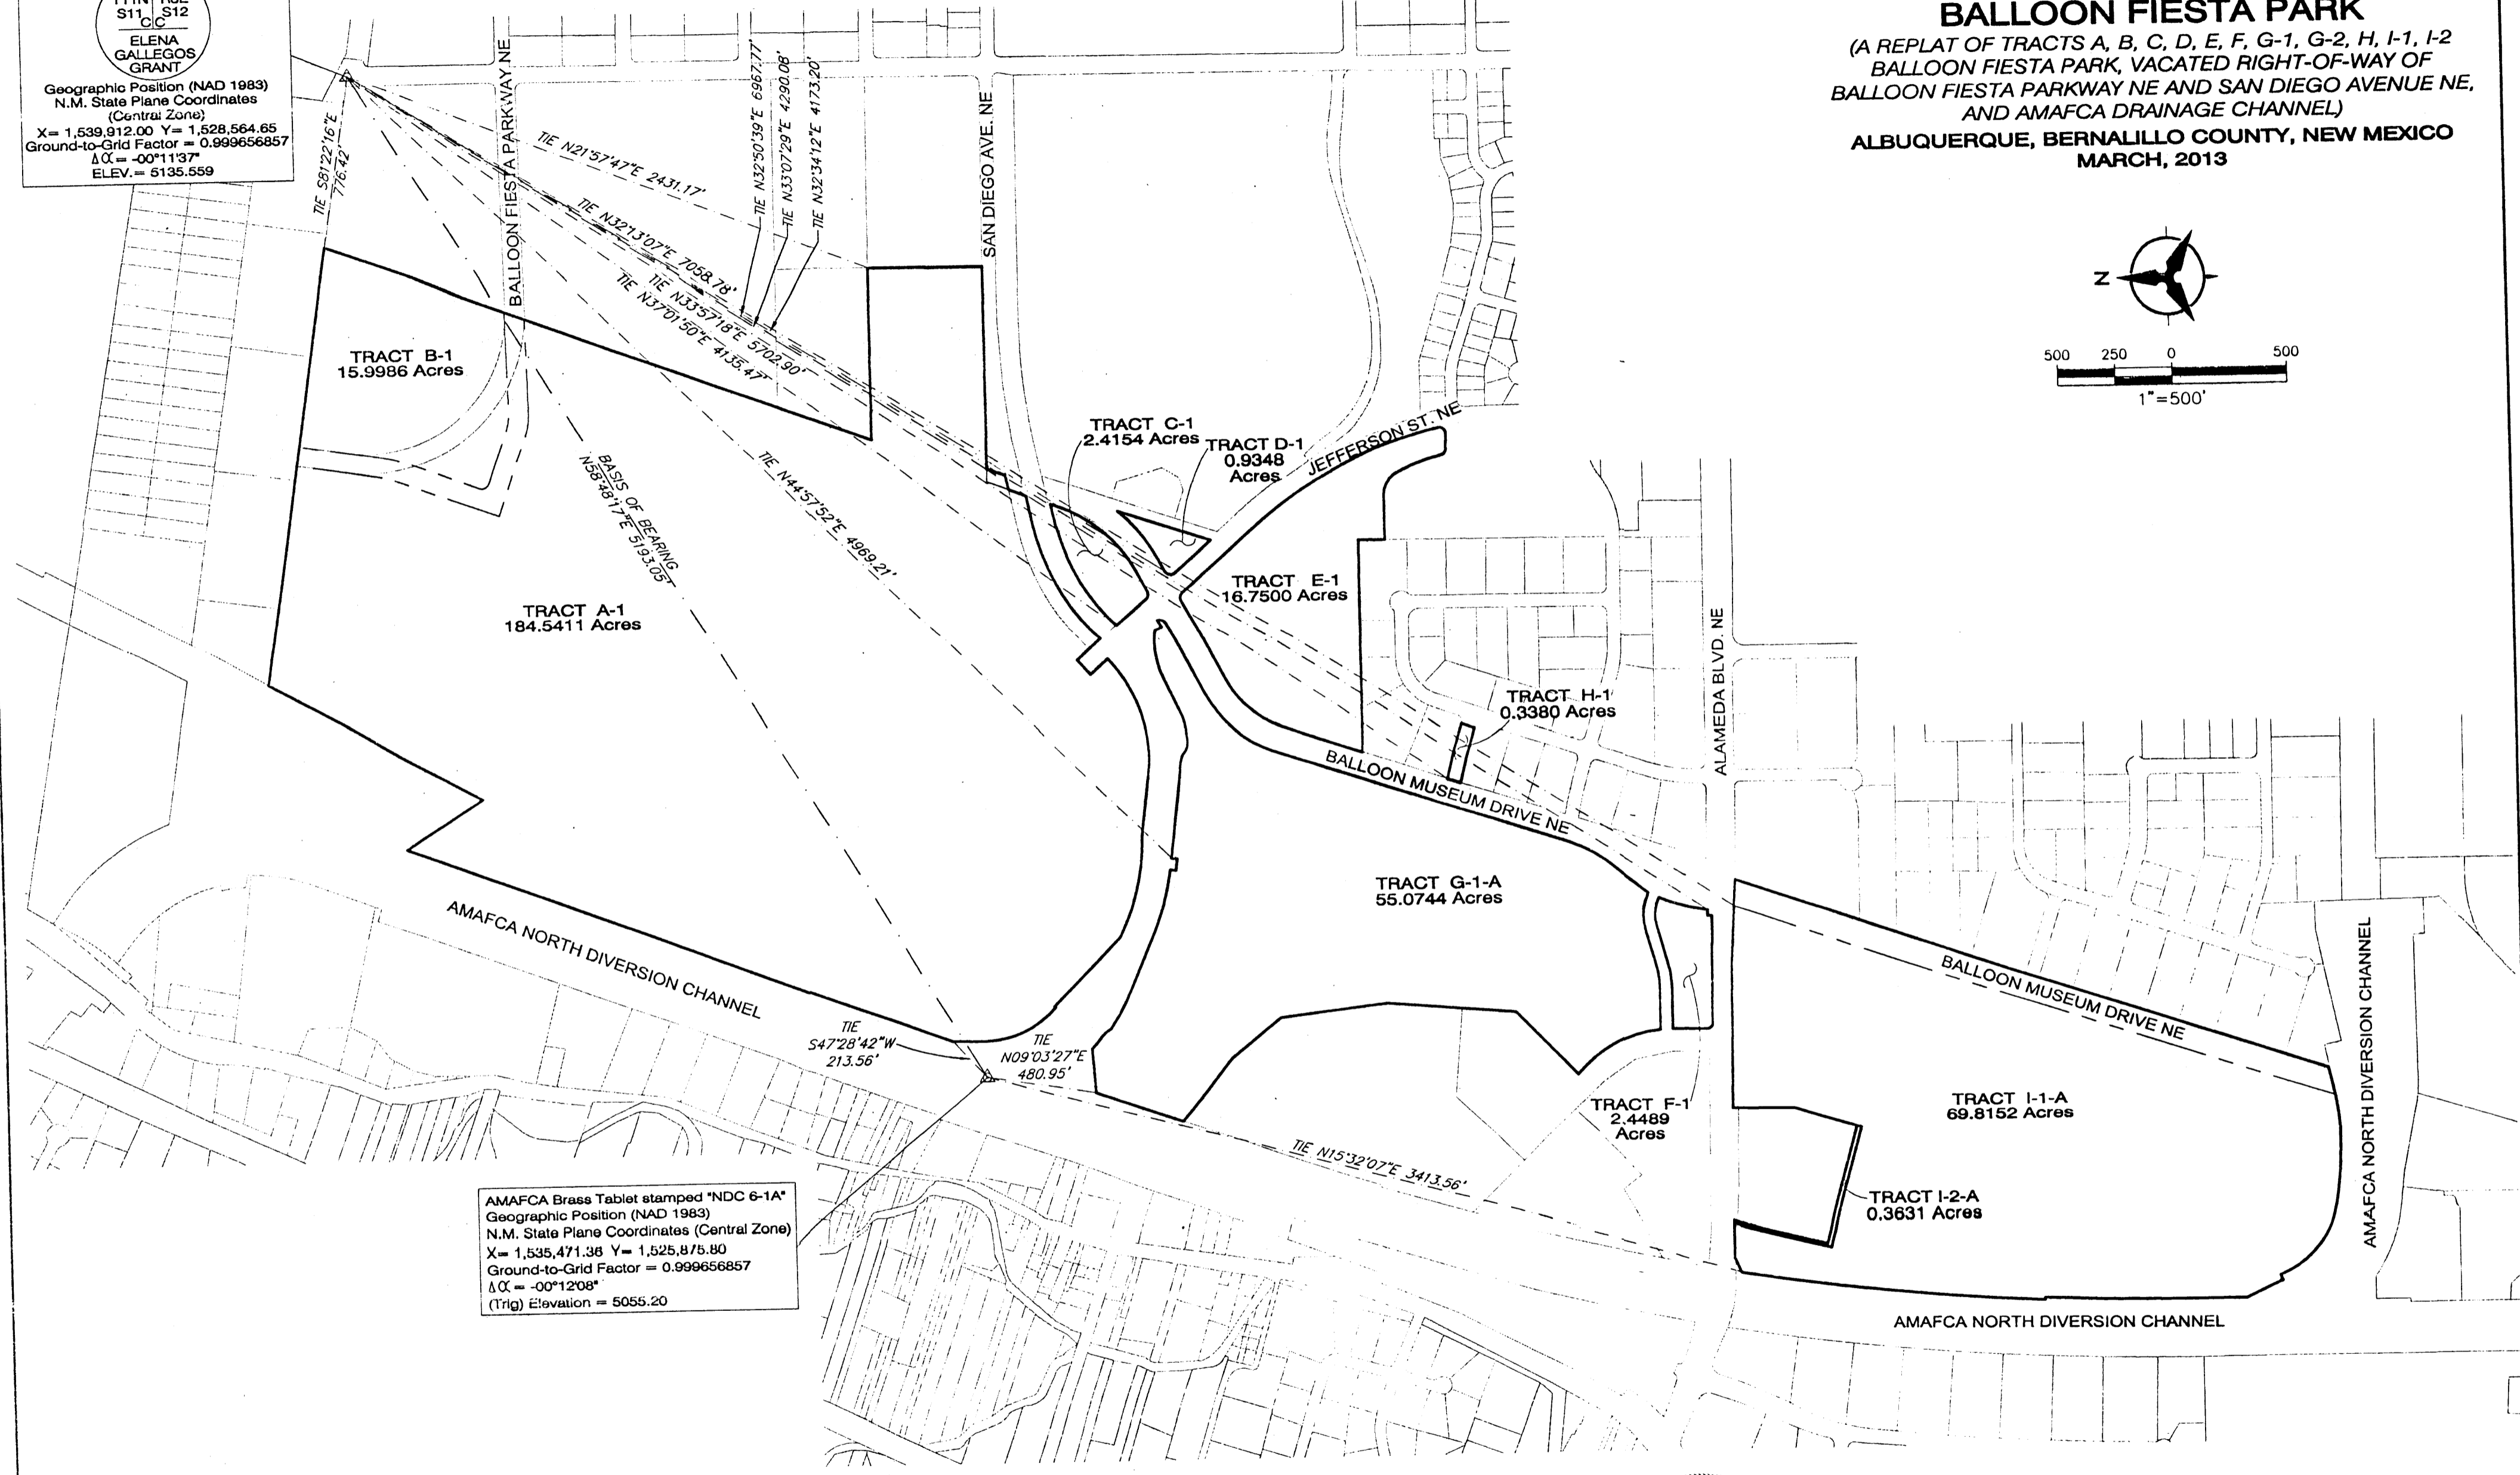 S11 S12
C C
ELENA
GALLEGOS
GRANT
Geographic Position (NAD 1983)
N.M. State Plane Coordinates
(Central Zone)
X= 1,539,912.00 Y= 1,528,564.65
Ground-to-Grid Factor = 0.999656857
Δ α = -00°11'37"
ELEV.= 5135.559
BALLOON FIESTA PARK
(A REPLAT OF TRACTS A, B, C, D, E, F, G-1, G-2, H, I-1, I-2
BALLOON FIESTA PARK, VACATED RIGHT-OF-WAY OF
BALLOON FIESTA PARKWAY NE AND SAN DIEGO AVENUE NE,
AND AMAFCA DRAINAGE CHANNEL)
ALBUQUERQUE, BERNALILLO COUNTY, NEW MEXICO
MARCH, 2013
N
500 250 0 500
1"=500'
TIE S81°22'16"E
776.42'
BALLOON FIESTA PARKWAY NE
TIE N21°57'47"E 2431.17'
TIE N32°50'39"E 6967.77'
TIE N33°07'29"E 4290.08'
TIE N32°34'12"E 4173.20'
SAN DIEGO AVE. NE
TIE N32°13'07"E 7058.78'
TIE N33°57'18"E 5702.90'
TIE N37°01'50"E 4135.47'
TRACT B-1
15.9986 Acres
BASIS OF BEARING
N58°48'17"E 5193.05'
TIE N44°57'52"E 4969.21'
TRACT C-1
2.4154 Acres
TRACT D-1
0.9348
Acres
JEFFERSON ST. NE
TRACT E-1
16.7500 Acres
TRACT A-1
184.5411 Acres
TRACT H-1
0.3380 Acres
ALAMEDA BLVD. NE
BALLOON MUSEUM DRIVE NE
TRACT G-1-A
55.0744 Acres
AMAFCA NORTH DIVERSION CHANNEL
BALLOON MUSEUM DRIVE NE
AMAFCA NORTH DIVERSION CHANNEL
TIE
S47°28'42"W
213.56'
TIE
N09°03'27"E
480.95'
TRACT F-1
2.4489
Acres
TRACT I-1-A
69.8152 Acres
TIE N15°32'07"E 3413.56'
TRACT I-2-A
0.3631 Acres
AMAFCA Brass Tablet stamped "NDC 6-1A"
Geographic Position (NAD 1983)
N.M. State Plane Coordinates (Central Zone)
X= 1,535,471.36 Y= 1,525,875.80
Ground-to-Grid Factor = 0.999656857
Δ α = -00°12'08"
(Trig) Elevation = 5055.20
AMAFCA NORTH DIVERSION CHANNEL